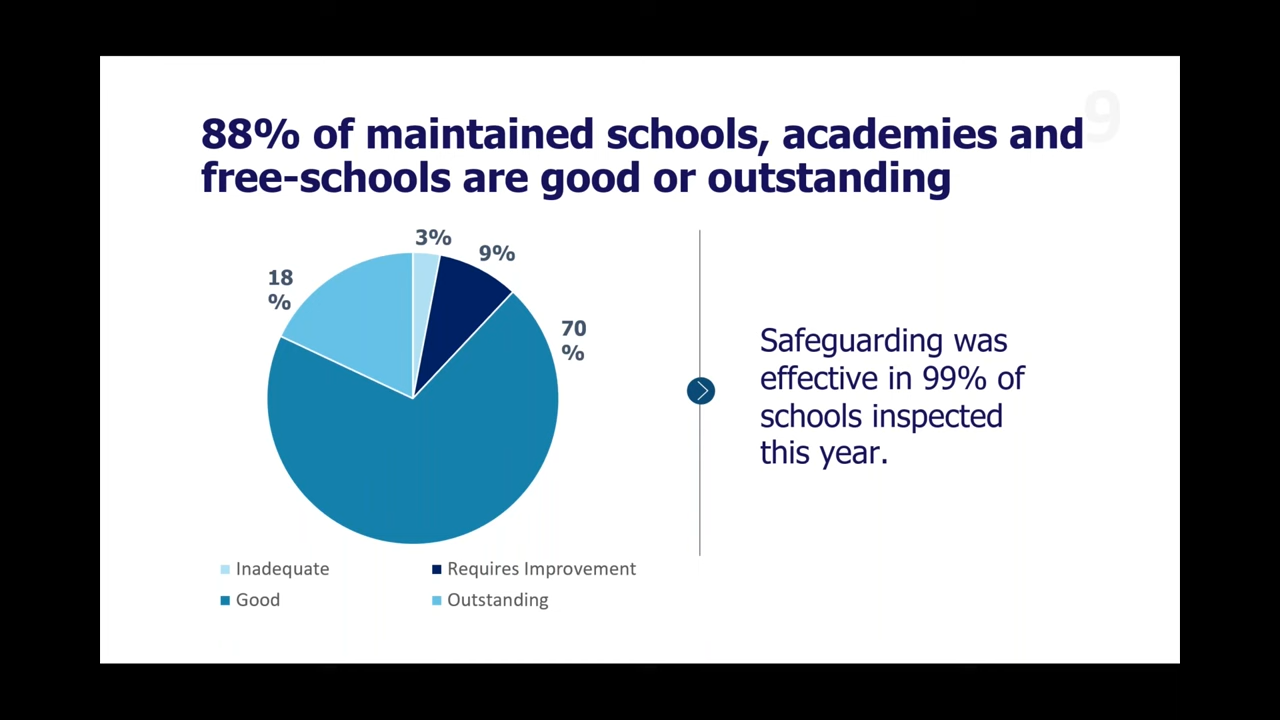 9
88% of maintained schools, academies and
free-schools are good or outstanding
3%
9%
18
%
70
%
Safeguarding was
effective in 99% of
schools inspected
this year.
Inadequate
Requires Improvement
Good
Outstanding